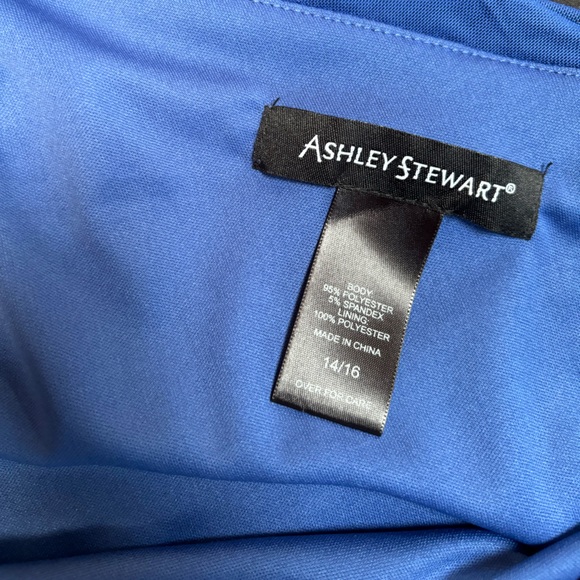 ASHLEY STEWART®
BODY:
95% POLYESTER
5% SPANDEX
LINING:
100% POLYESTER
MADE IN CHINA
14/16
OVER FOR CARE